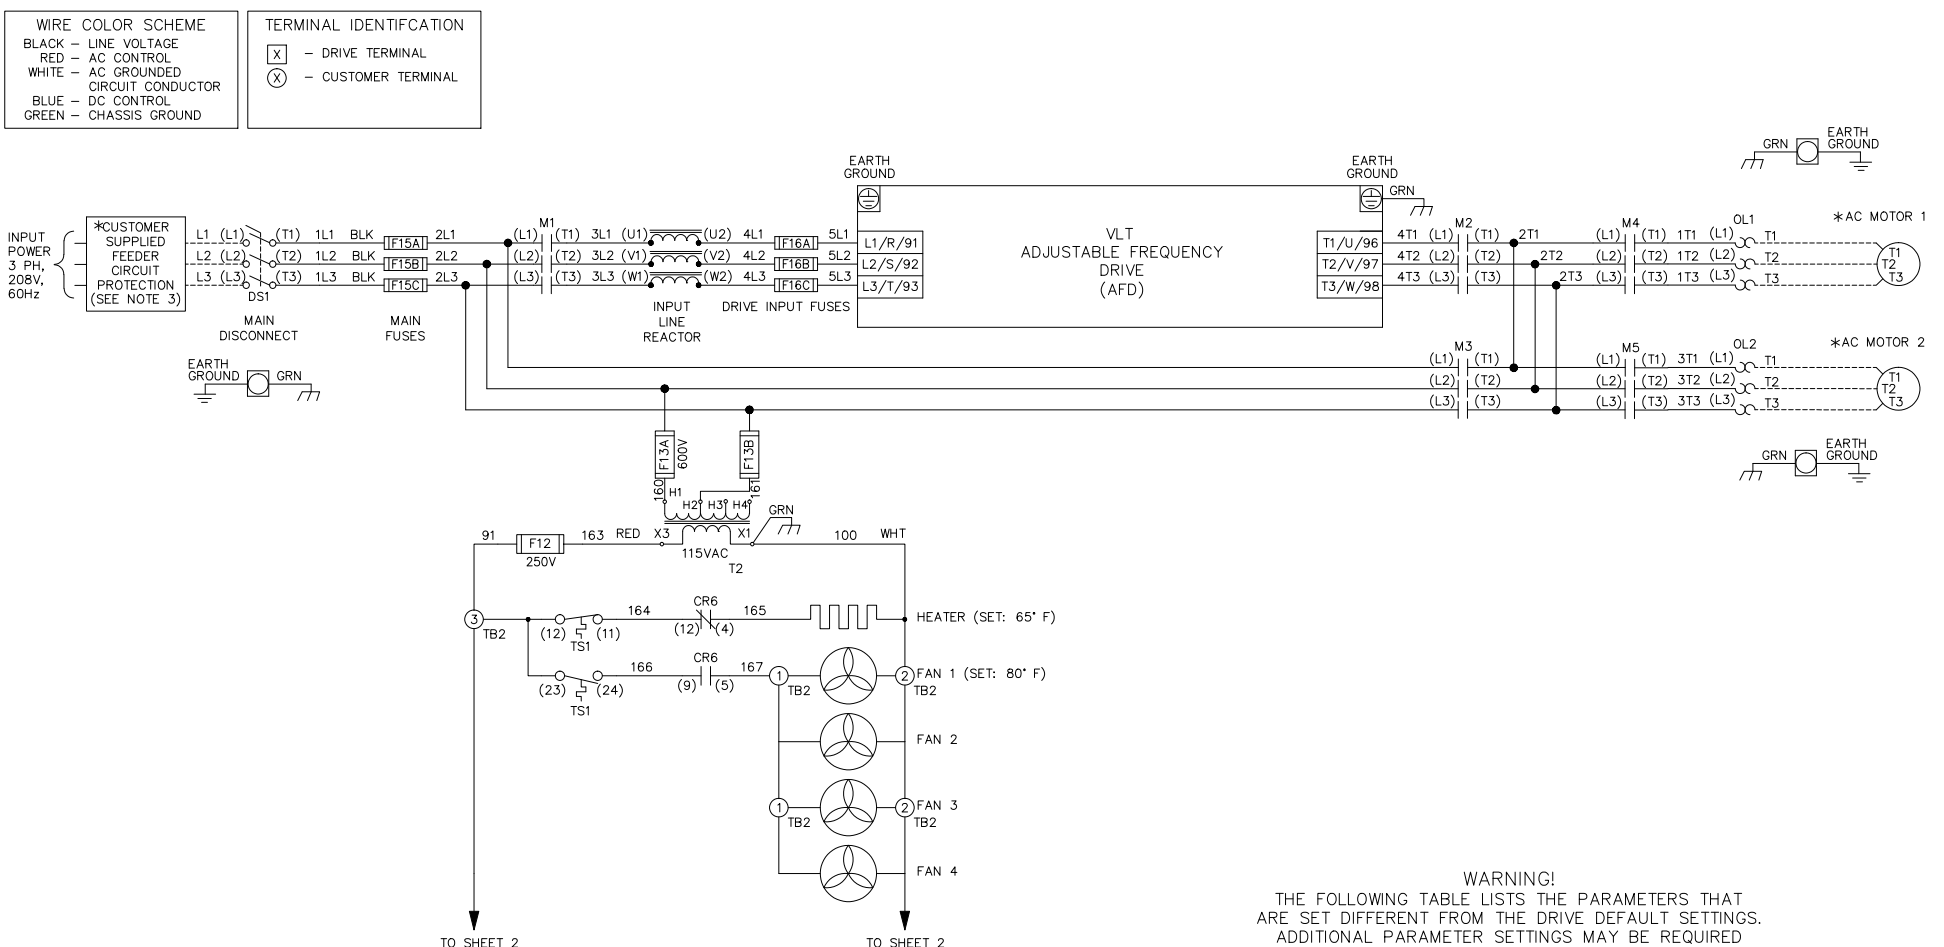 WIRE COLOR SCHEME
BLACK – LINE VOLTAGE
RED – AC CONTROL
WHITE – AC GROUNDED
CIRCUIT CONDUCTOR
BLUE – DC CONTROL
GREEN – CHASSIS GROUND
TERMINAL IDENTIFCATION
X – DRIVE TERMINAL
X – CUSTOMER TERMINAL
INPUT
POWER
3 PH,
208V,
60Hz
*CUSTOMER
SUPPLIED
FEEDER
CIRCUIT
PROTECTION
(SEE NOTE 3)
L1 (L1) (T1) 1L1 BLK F15A 2L1 (L1) M1 (T1) 3L1 (U1) (U2) 4L1 F16A 5L1 L1/R/91
L2 (L2) (T2) 1L2 BLK F15B 2L2 (L2) (T2) 3L2 (V1) (V2) 4L2 F16B 5L2 L2/S/92
L3 (L3) (T3) 1L3 BLK F15C 2L3 (L3) (T3) 3L3 (W1) (W2) 4L3 F16C 5L3 L3/T/93
DS1
MAIN
DISCONNECT
MAIN
FUSES
INPUT
LINE
REACTOR
DRIVE INPUT FUSES
EARTH
GROUND
GRN
EARTH
GROUND
VLT
ADJUSTABLE FREQUENCY
DRIVE
(AFD)
EARTH
GROUND
GRN
T1/U/96 4T1 (L1) M2 (T1) 2T1 (L1) M4 (T1) 1T1 (L1) OL1 T1
T2/V/97 4T2 (L2) (T2) 2T2 (L2) (T2) 1T2 (L2) T2
T3/W/98 4T3 (L3) (T3) 2T3 (L3) (T3) 1T3 (L3) T3
GRN
EARTH
GROUND
*AC MOTOR 1
T1
T2
T3
(L1) M3 (T1) (L1) M5 (T1) 3T1 (L1) OL2 T1
(L2) (T2) (L2) (T2) 3T2 (L2) T2
(L3) (T3) (L3) (T3) 3T3 (L3) T3
*AC MOTOR 2
T1
T2
T3
GRN
EARTH
GROUND
F13A
600V
F13B
160
161
H1
H2 H3 H4
GRN
91 F12 163 RED X3 X1 100 WHT
250V
115VAC
T2
3
TB2
(12) (11) 164 CR6 165 HEATER (SET: 65° F)
TS1
(12) (4)
(23) (24) 166 CR6 167 1 2 FAN 1 (SET: 80° F)
TS1
(9) (5)
TB2 TB2
FAN 2
1 2 FAN 3
TB2 TB2
FAN 4
TO SHEET 2
TO SHEET 2
WARNING!
THE FOLLOWING TABLE LISTS THE PARAMETERS THAT
ARE SET DIFFERENT FROM THE DRIVE DEFAULT SETTINGS.
ADDITIONAL PARAMETER SETTINGS MAY BE REQUIRED